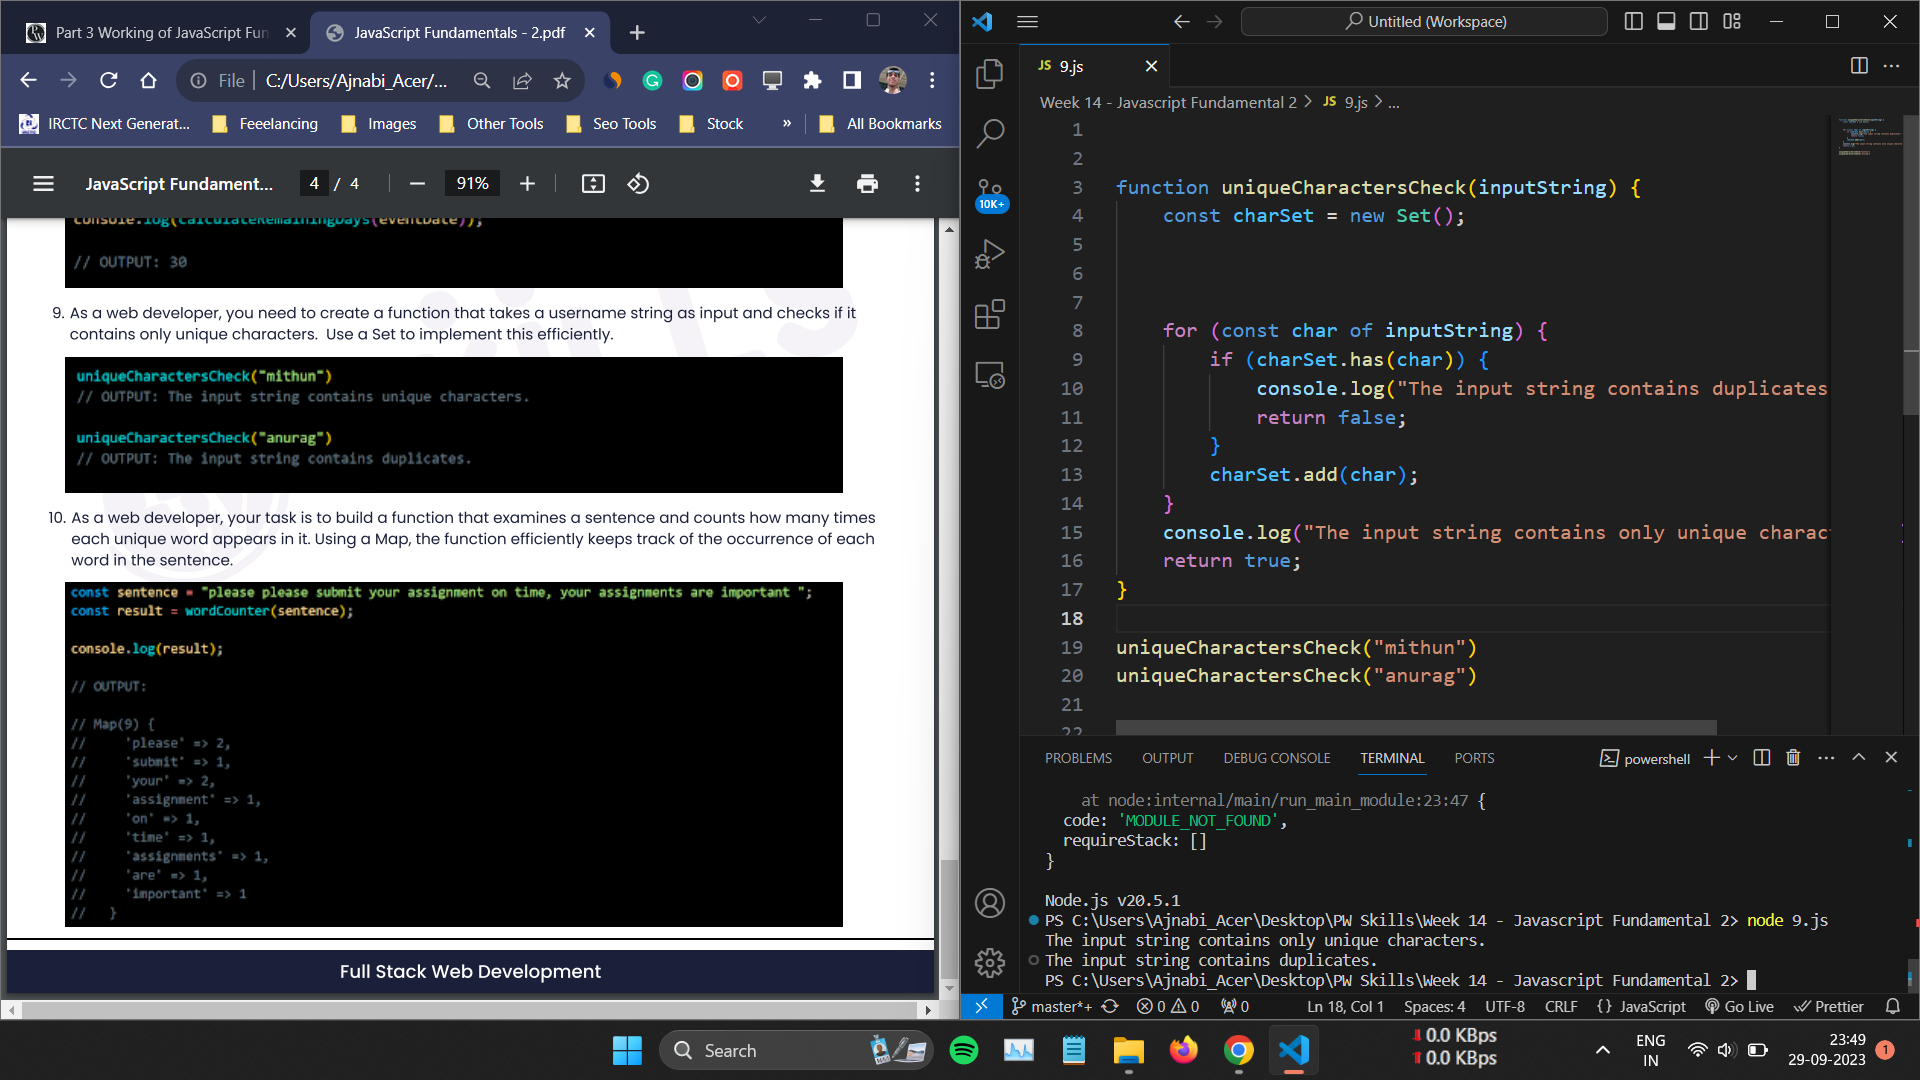 Part 3 Working of JavaScript Fun
JavaScript Fundamentals - 2.pdf
File
C:/Users/Ajnabi_Acer/...
IRCTC Next Generat...
Feeelancing
Images
Other Tools
Seo Tools
Stock
»
All Bookmarks
JavaScript Fundament...
4 / 4
91%
console.log(calculateRemainingDays(eventDate));
// OUTPUT: 30
9. As a web developer, you need to create a function that takes a username string as input and checks if it
contains only unique characters. Use a Set to implement this efficiently.
uniqueCharactersCheck("mithun")
// OUTPUT: The input string contains unique characters.
uniqueCharactersCheck("anurag")
// OUTPUT: The input string contains duplicates.
10. As a web developer, your task is to build a function that examines a sentence and counts how many times
each unique word appears in it. Using a Map, the function efficiently keeps track of the occurrence of each
word in the sentence.
const sentence = "please please submit your assignment on time, your assignments are important ";
const result = wordCounter(sentence);
console.log(result);
// OUTPUT:
// Map(9) {
// 'please' => 2,
// 'submit' => 1,
// 'your' => 2,
// 'assignment' => 1,
// 'on' => 1,
// 'time' => 1,
// 'assignments' => 1,
// 'are' => 1,
// 'important' => 1
// }
Full Stack Web Development
Untitled (Workspace)
JS 9.js
Week 14 - Javascript Fundamental 2 > JS 9.js > ...
10K+
1
2
3 function uniqueCharactersCheck(inputString) {
4 const charSet = new Set();
5
6
7
8 for (const char of inputString) {
9 if (charSet.has(char)) {
10 console.log("The input string contains duplicates
11 return false;
12 }
13 charSet.add(char);
14 }
15 console.log("The input string contains only unique charac
16 return true;
17 }
18
19 uniqueCharactersCheck("mithun")
20 uniqueCharactersCheck("anurag")
21
22
PROBLEMS
OUTPUT
DEBUG CONSOLE
TERMINAL
PORTS
powershell
at node:internal/main/run_main_module:23:47 {
code: 'MODULE_NOT_FOUND',
requireStack: []
}
Node.js v20.5.1
PS C:\Users\Ajnabi_Acer\Desktop\PW Skills\Week 14 - Javascript Fundamental 2> node 9.js
The input string contains only unique characters.
The input string contains duplicates.
PS C:\Users\Ajnabi_Acer\Desktop\PW Skills\Week 14 - Javascript Fundamental 2>
master*+
0
0
0
Ln 18, Col 1
Spaces: 4
UTF-8
CRLF
{} JavaScript
Go Live
Prettier
Search
0.0 KBps
0.0 KBps
ENG
IN
23:49
29-09-2023
1